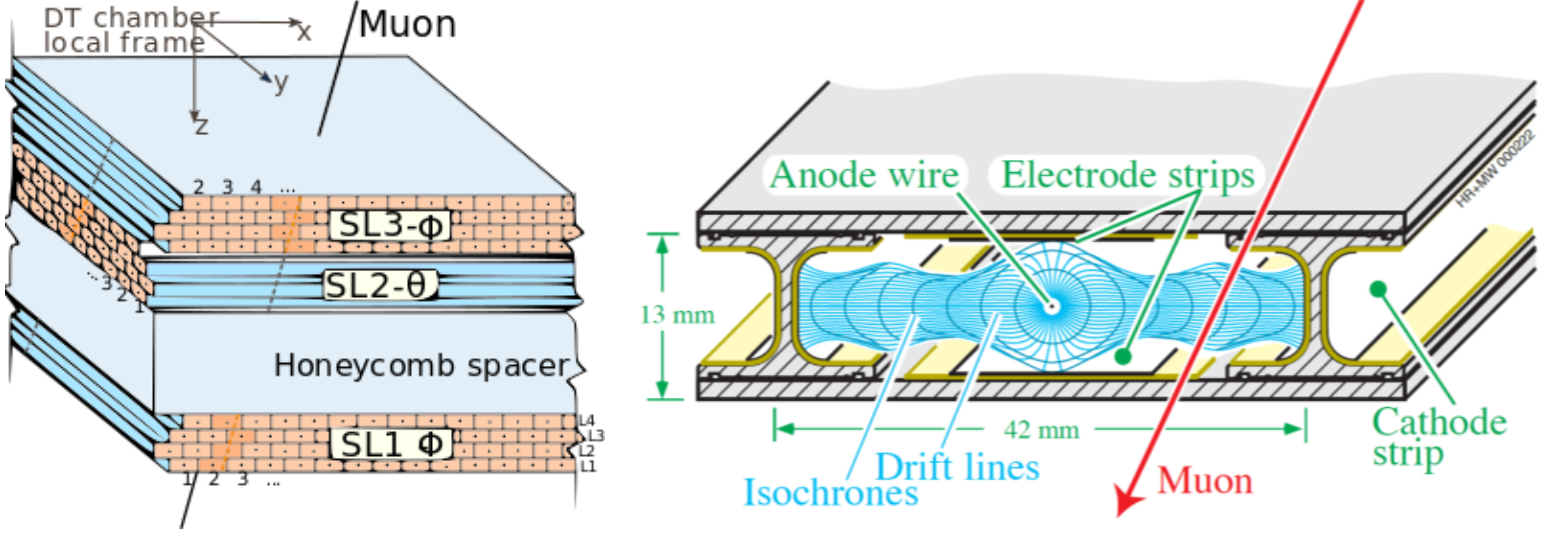 DT chamber
local frame
x
y
z
Muon
2 3 4 ...
SL3-Φ
SL2-θ
...3 2 1
Honeycomb spacer
SL1 Φ
L4
L3
L2
L1
1 2 3 ...
Anode wire
Electrode strips
HR+MW 000222
13 mm
42 mm
Isochrones
Drift lines
Muon
Cathode
strip